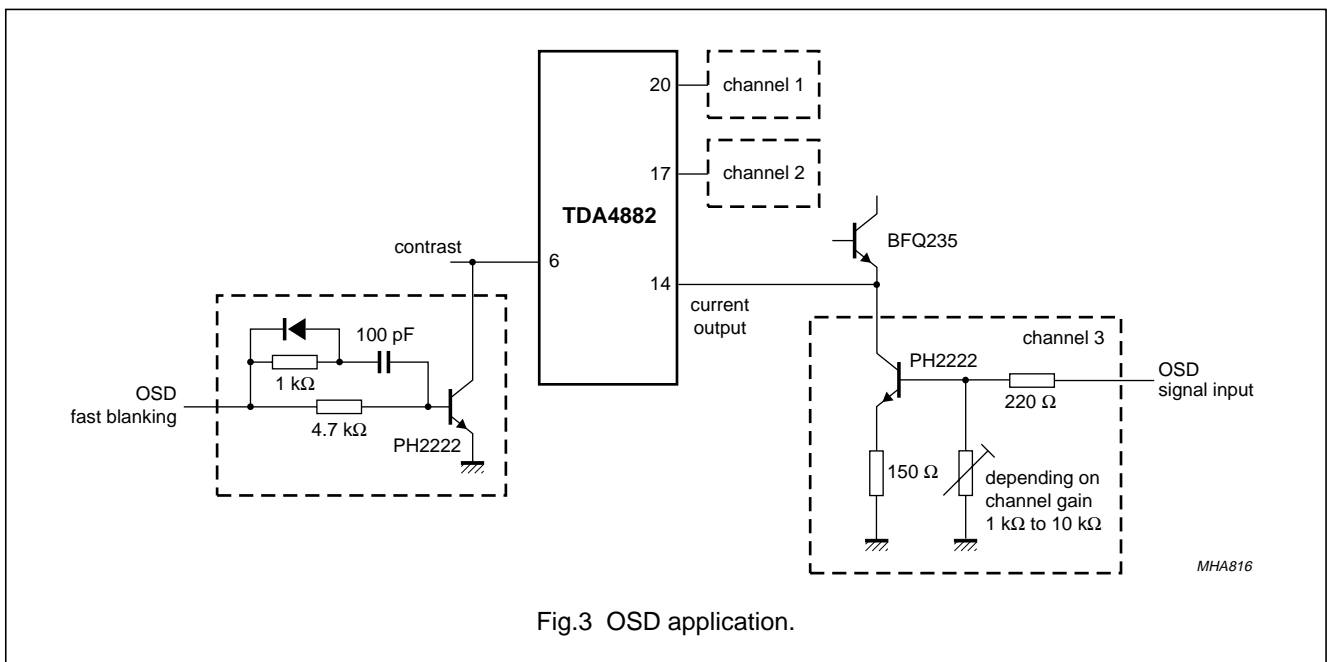 20
channel 1
17
channel 2
TDA4882
BFQ235
contrast
6
14
current
output
channel 3
100 pF
PH2222
OSD
signal input
1 kΩ
220 Ω
OSD
fast blanking
4.7 kΩ
PH2222
150 Ω
depending on
channel gain
1 kΩ to 10 kΩ
MHA816
Fig.3 OSD application.